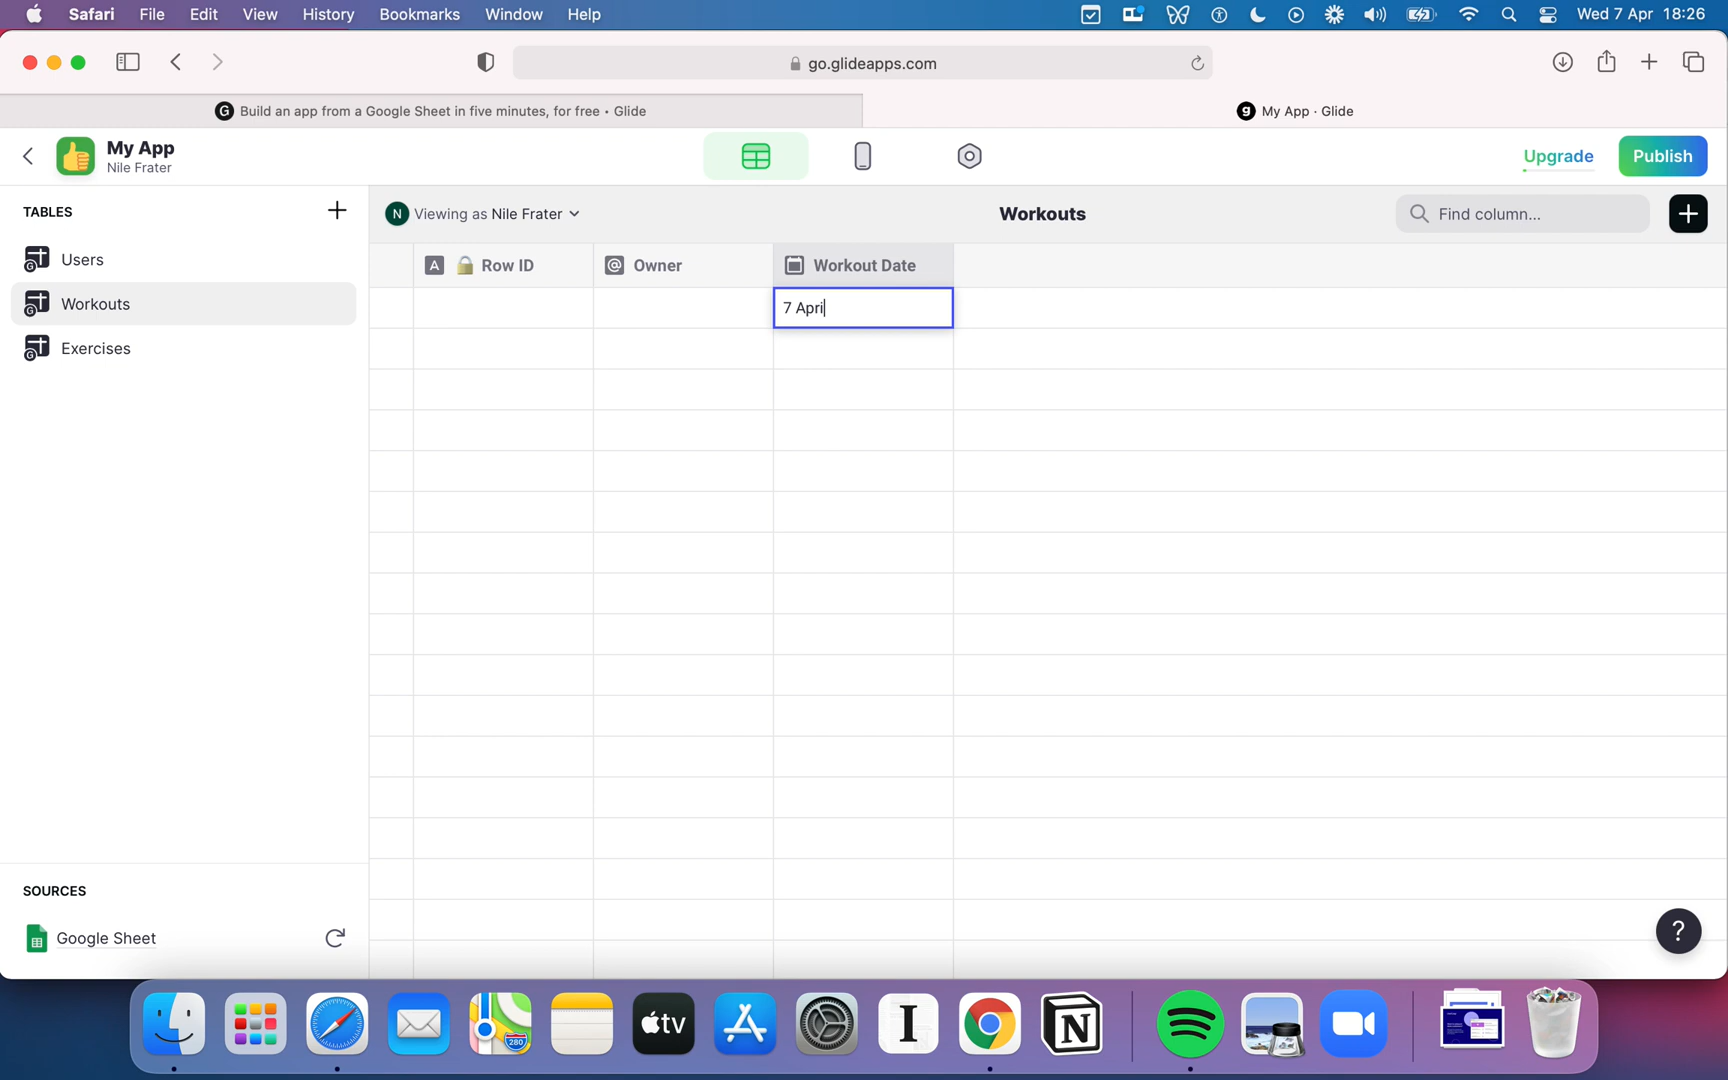 Safari File Edit View History Bookmarks Window Help Wed 7 Apr 18:26
go.glideapps.com
G Build an app from a Google Sheet in five minutes, for free • Glide
g My App · Glide
My App
Nile Frater
Upgrade
Publish
TABLES
Users
Workouts
Exercises
N Viewing as Nile Frater
Workouts
Find column...
A Row ID
@ Owner
Workout Date
7 Apri
SOURCES
Google Sheet
?
280
tv
I
N